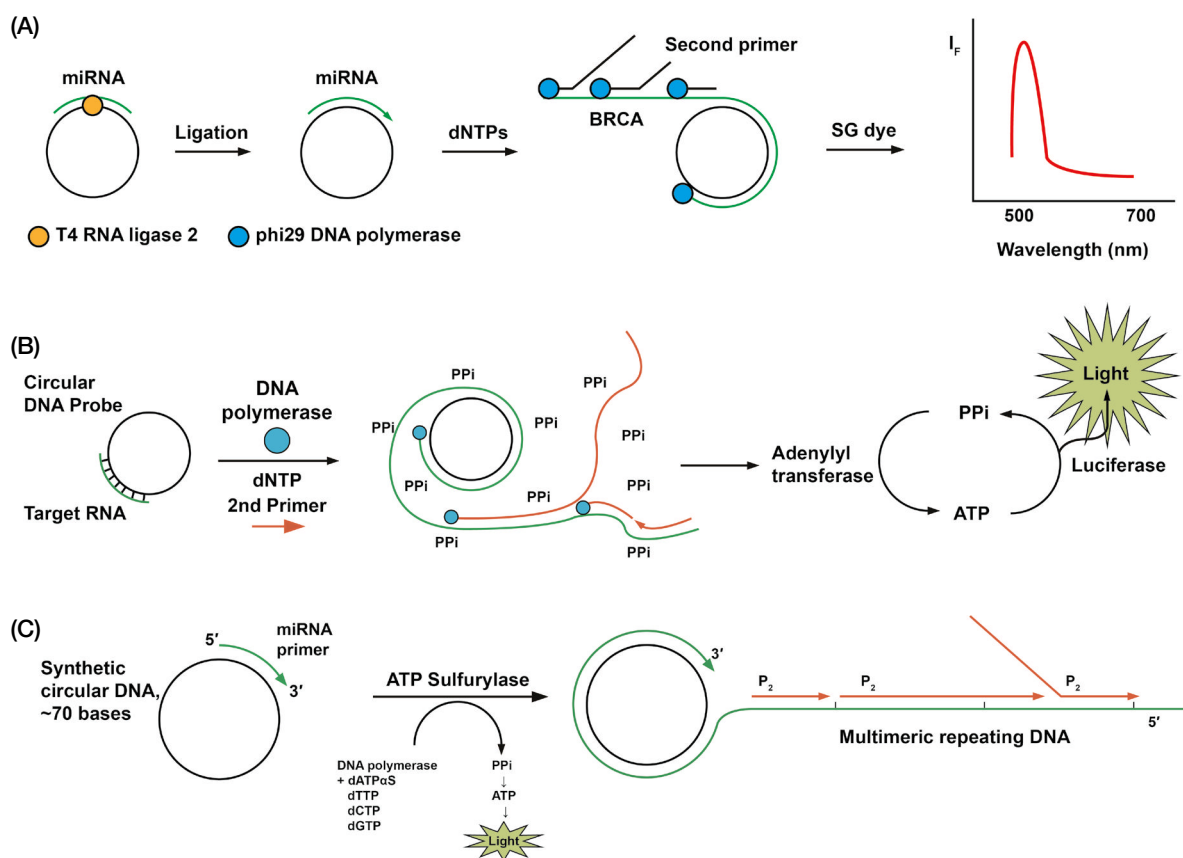 (A)
miRNA
Ligation
miRNA
dNTPs
Second primer
BRCA
SG dye
I_F
500
700
Wavelength (nm)
T4 RNA ligase 2
phi29 DNA polymerase
(B)
Circular
DNA Probe
Target RNA
DNA
polymerase
dNTP
2nd Primer
PPi
PPi
PPi
PPi
PPi
PPi
PPi
PPi
PPi
PPi
PPi
Adenylyl
transferase
PPi
ATP
Luciferase
Light
(C)
Synthetic
circular DNA,
~70 bases
5′
miRNA
primer
3′
ATP Sulfurylase
DNA polymerase
+ dATPαS
dTTP
dCTP
dGTP
PPi
↓
ATP
↓
Light
3′
P₂
P₂
P₂
5′
Multimeric repeating DNA